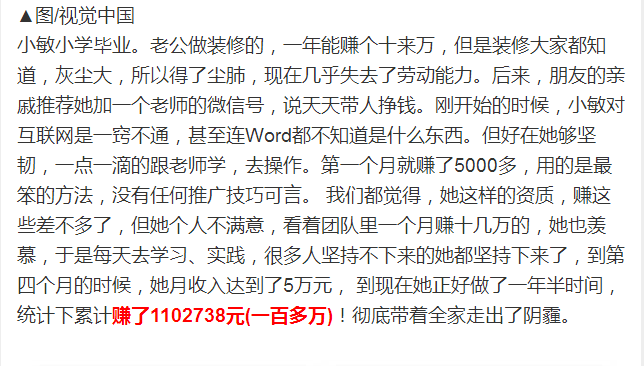 ▲图/视觉中国
小敏小学毕业。老公做装修的，一年能赚个十来万，但是装修大家都知
道，灰尘大，所以得了尘肺，现在几乎失去了劳动能力。后来，朋友的亲
戚推荐她加一个老师的微信号，说天天带人挣钱。刚开始的时候，小敏对
互联网是一窍不通，甚至连Word都不知道是什么东西。但好在她够坚
韧，一点一滴的跟老师学，去操作。第一个月就赚了5000多，用的是最
笨的方法，没有任何推广技巧可言。 我们都觉得，她这样的资质，赚这
些差不多了，但她个人不满意，看着团队里一个月赚十几万的，她也羡
慕，于是每天去学习、实践，很多人坚持不下来的她都坚持下来了，到第
四个月的时候，她月收入达到了5万元， 到现在她正好做了一年半时间，
统计下累计赚了1102738元(一百多万)！彻底带着全家走出了阴霾。